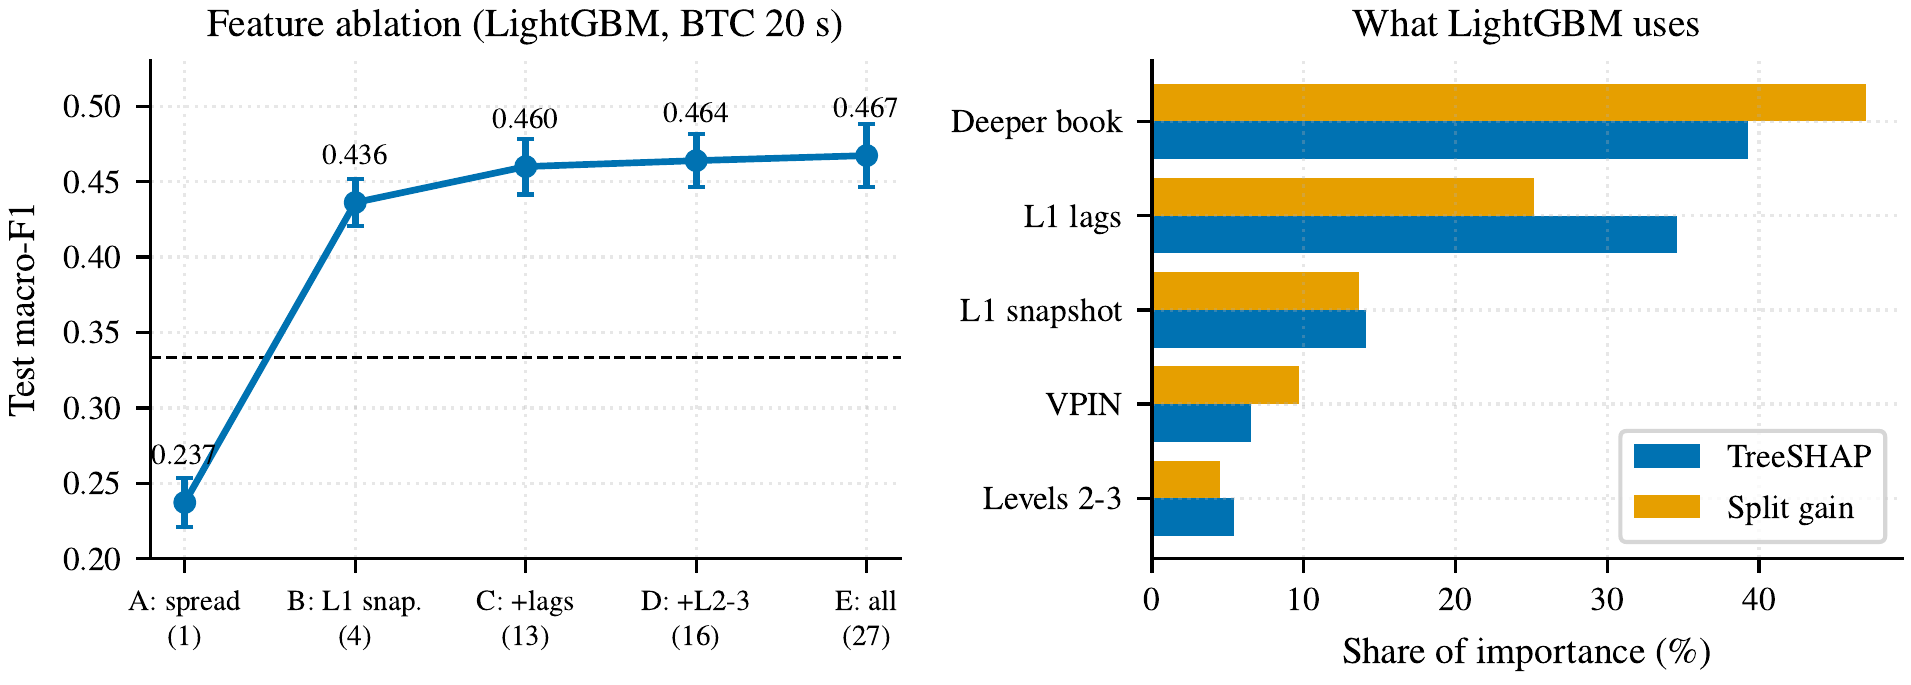 Feature ablation (LightGBM, BTC 20 s)
Test macro-F1
0.50
0.45
0.40
0.35
0.30
0.25
0.20
0.237
0.436
0.460
0.464
0.467
A: spread
(1)
B: L1 snap.
(4)
C: +lags
(13)
D: +L2-3
(16)
E: all
(27)
What LightGBM uses
Deeper book
L1 lags
L1 snapshot
VPIN
Levels 2-3
TreeSHAP
Split gain
0
10
20
30
40
Share of importance (%)